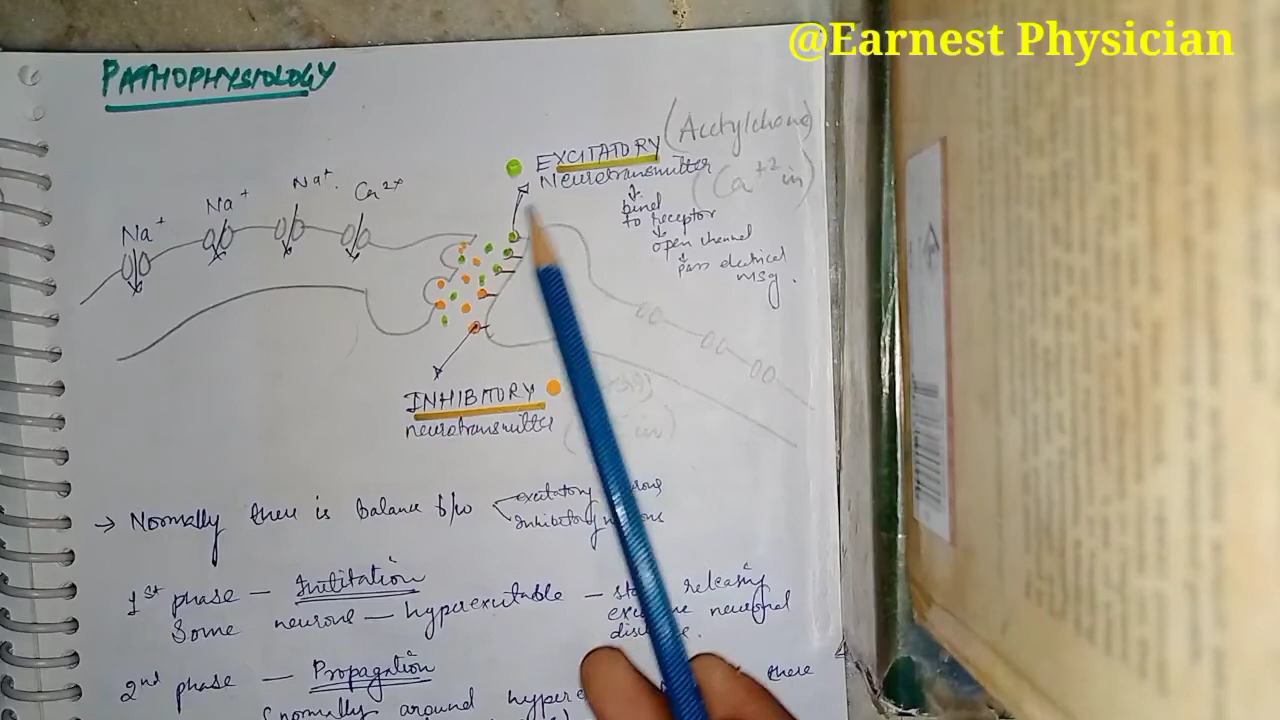 @Earnest Physician
PATHOPHYSIOLOGY
EXCITATORY (Acetylchone)
Neurotransmitter (Ca+2 in)
bind
to receptor
open channel
pass electrical
msg.
Na+
Na+
Na+.
Ca2+
INHIBITORY
neurotransmitter
in)
→ Normally there is balance b/w excitatory
inhibitory
1st phase — Initiation
Some neurone — hyperexcitable — releasing
neuronal
2nd phase — Propagation
(normally around there